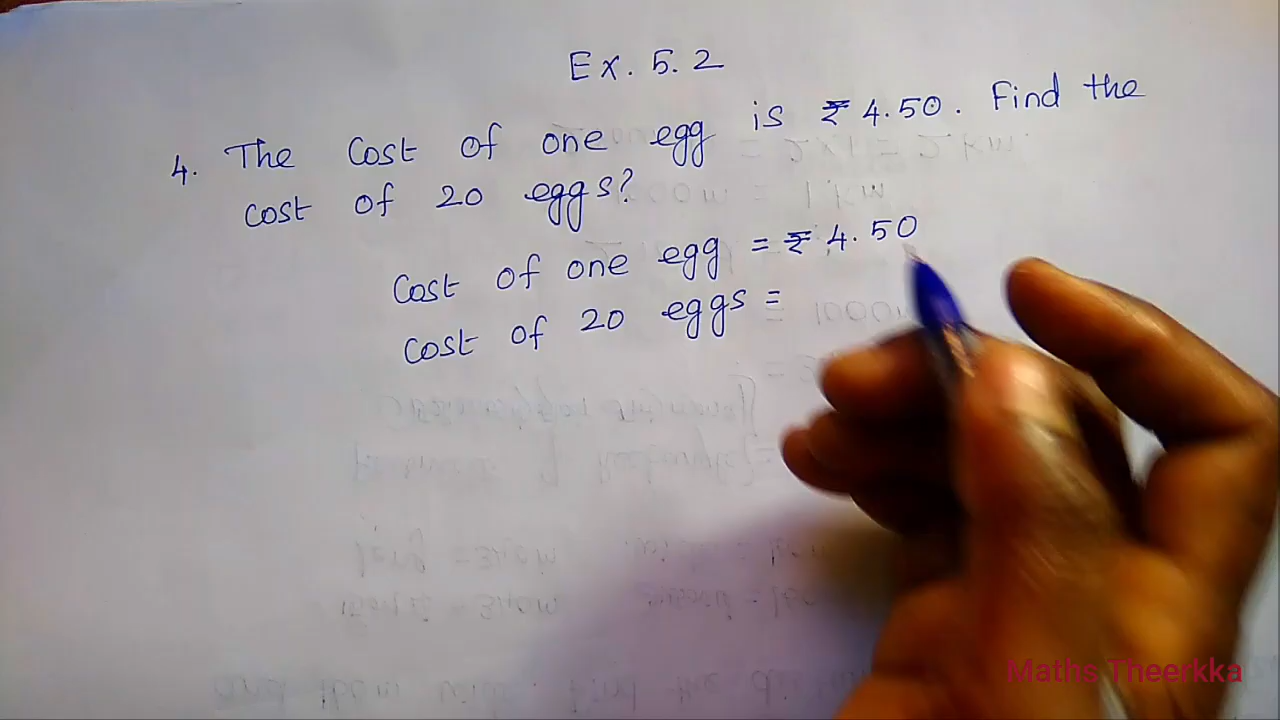 Ex. 5.2
4. The cost of one egg is ₹ 4.50. Find the
cost of 20 eggs?
Cost of one egg = ₹ 4.50
Cost of 20 eggs =
Maths Theerkka